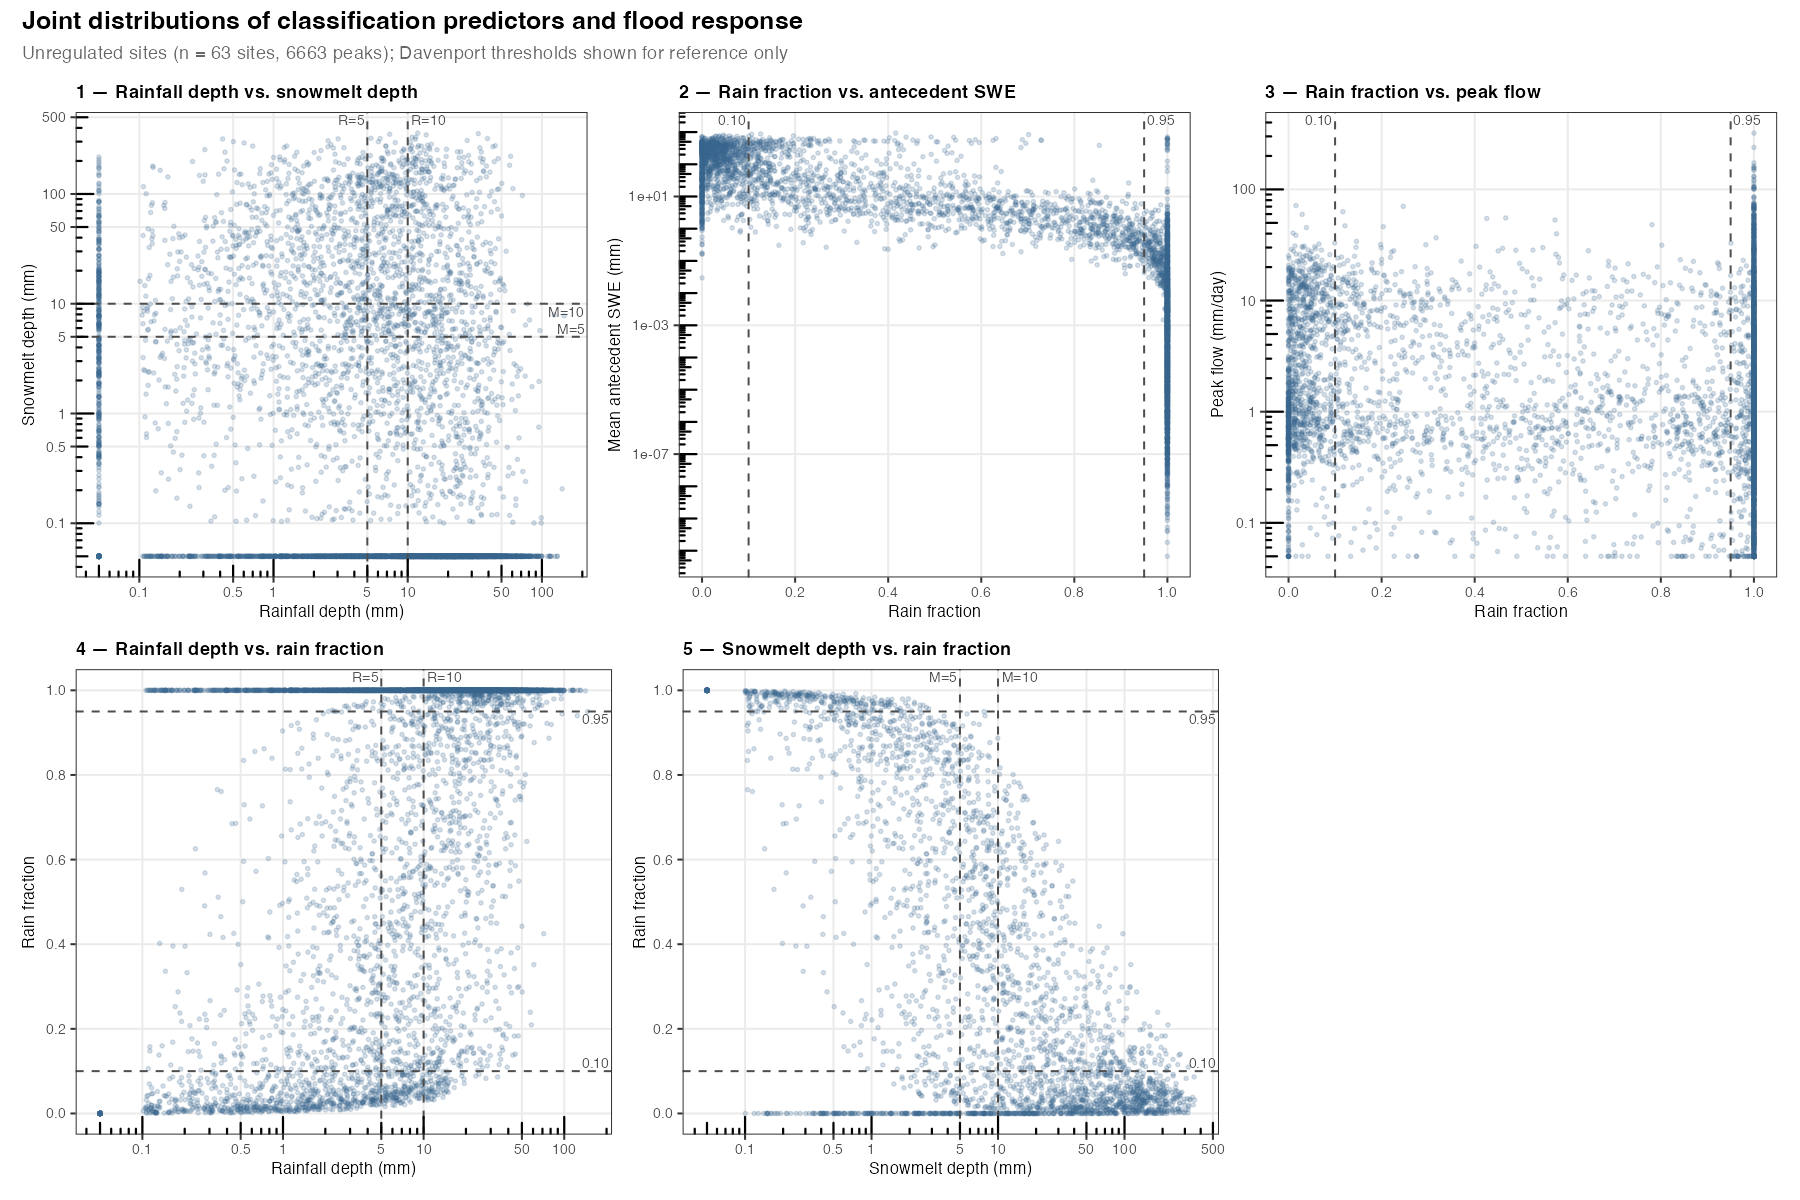 Joint distributions of classification predictors and flood response
Unregulated sites (n = 63 sites, 6663 peaks); Davenport thresholds shown for reference only
1 — Rainfall depth vs. snowmelt depth
R=5
R=10
M=10
M=5
500
100
50
10
5
1
0.5
0.1
Snowmelt depth (mm)
0.1
0.5
1
5
10
50
100
Rainfall depth (mm)
2 — Rain fraction vs. antecedent SWE
0.10
0.95
1e+01
1e-03
1e-07
Mean antecedent SWE (mm)
0.0
0.2
0.4
0.6
0.8
1.0
Rain fraction
3 — Rain fraction vs. peak flow
0.10
0.95
100
10
1
0.1
Peak flow (mm/day)
0.0
0.2
0.4
0.6
0.8
1.0
Rain fraction
4 — Rainfall depth vs. rain fraction
R=5
R=10
0.95
0.10
1.0
0.8
0.6
0.4
0.2
0.0
Rain fraction
0.1
0.5
1
5
10
50
100
Rainfall depth (mm)
5 — Snowmelt depth vs. rain fraction
M=5
M=10
0.95
0.10
1.0
0.8
0.6
0.4
0.2
0.0
Rain fraction
0.1
0.5
1
5
10
50
100
500
Snowmelt depth (mm)